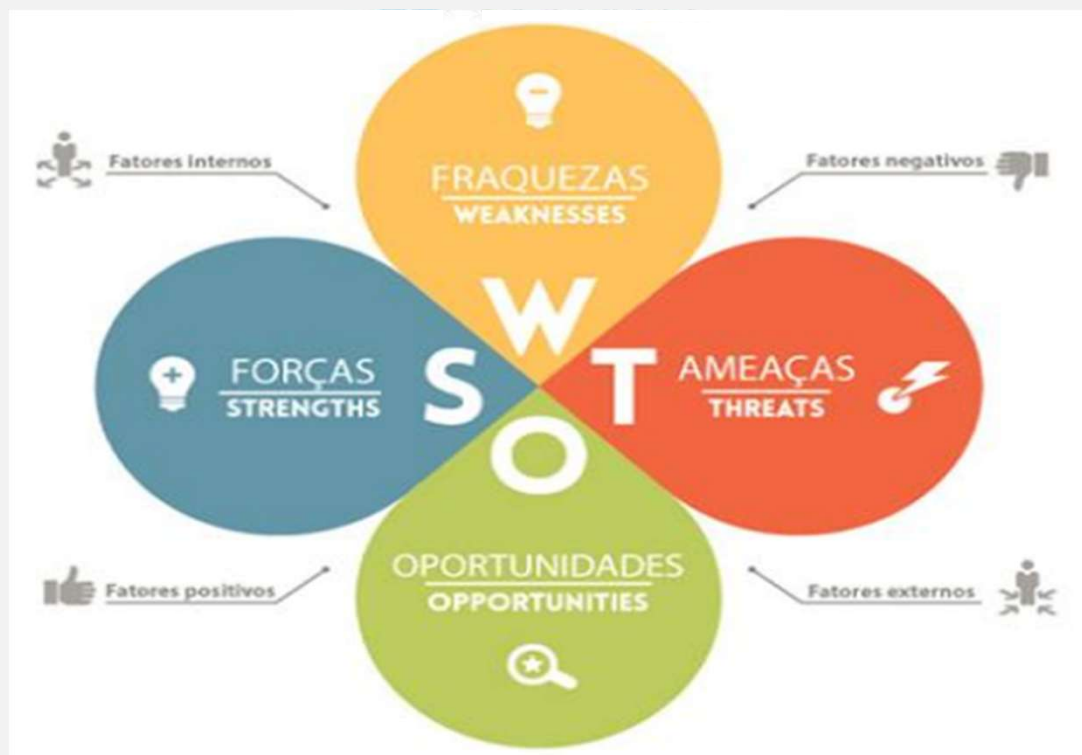 Fatores internos
Fatores negativos
FRAQUEZAS
WEAKNESSES
W
FORÇAS
STRENGTHS
S
T
AMEAÇAS
THREATS
O
OPORTUNIDADES
OPPORTUNITIES
Fatores positivos
Fatores externos